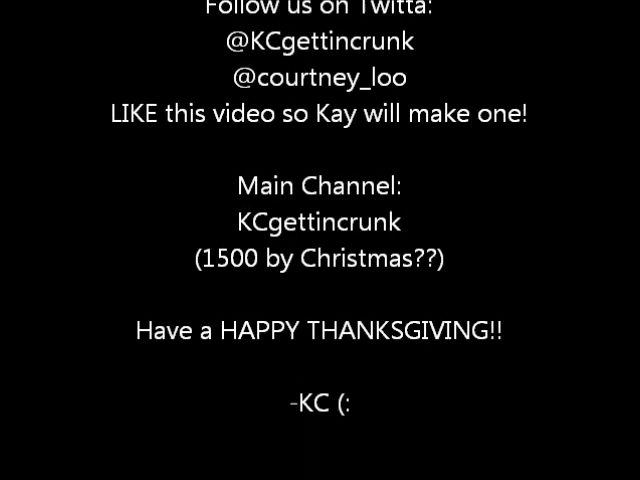 Follow us on Twitta:
@KCgettincrunk
@courtney_loo
LIKE this video so Kay will make one!
Main Channel:
KCgettincrunk
(1500 by Christmas??)
Have a HAPPY THANKSGIVING!!
-KC (: